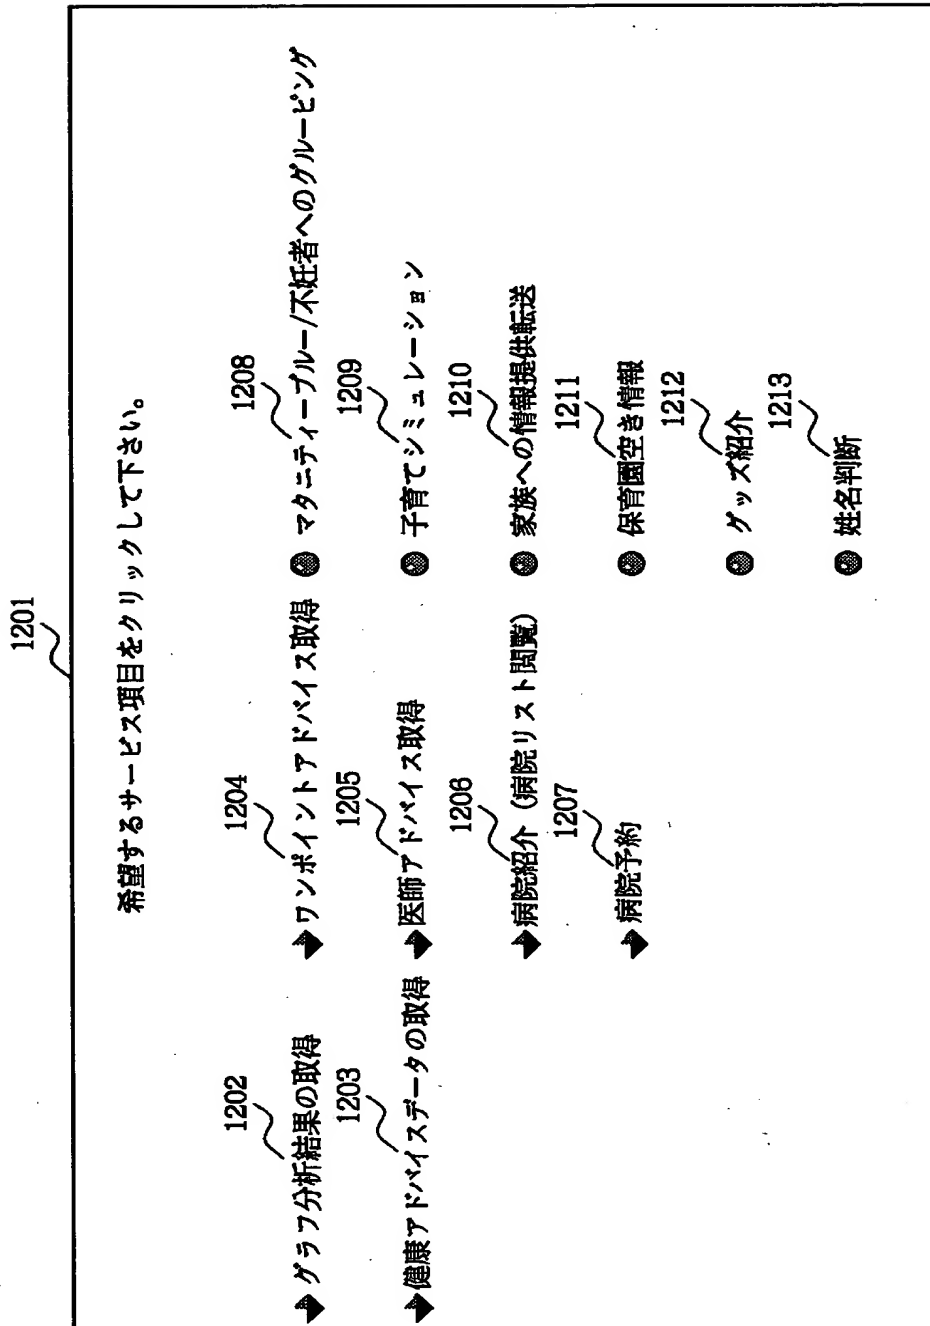 1201
希望するサービス項目をクリックして下さい。
1202
グラフ分析結果の取得
1203
健康アドバイスデータの取得
1204
ワンポイントアドバイス取得
1205
医師アドバイス取得
1206
病院紹介（病院リスト閲覧）
1207
病院予約
1208
マタニティーブルー/不妊者へのグルーピング
1209
子育てシミュレーション
1210
家族への情報提供転送
1211
保育園空き情報
1212
グッズ紹介
1213
姓名判断